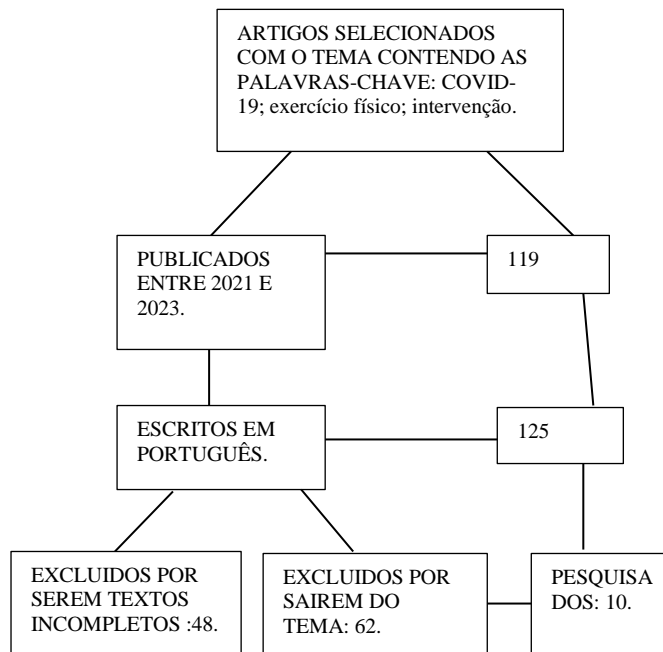 ARTIGOS SELECIONADOS
COM O TEMA CONTENDO AS
PALAVRAS-CHAVE: COVID-
19; exercício físico; intervenção.
PUBLICADOS
ENTRE 2021 E
2023.
119
ESCRITOS EM
PORTUGUÊS.
125
EXCLUIDOS POR
SEREM TEXTOS
INCOMPLETOS :48.
EXCLUIDOS POR
SAIREM DO
TEMA: 62.
PESQUISA
DOS: 10.